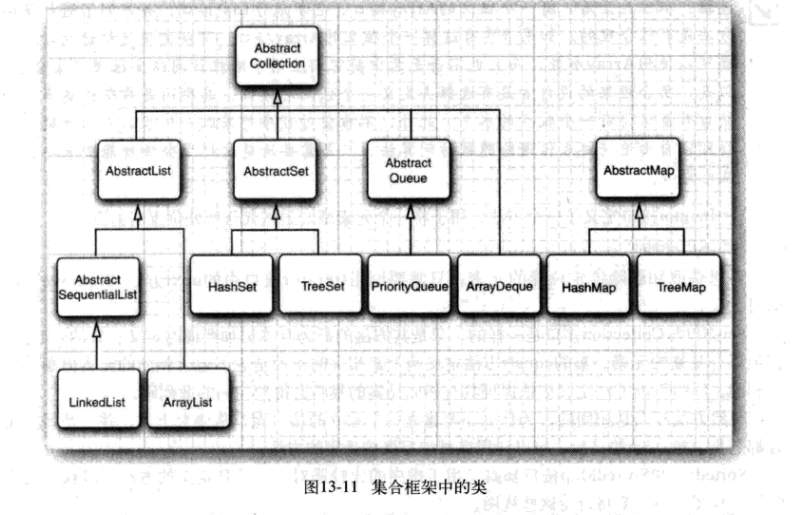 Abstract
Collection
AbstractList
AbstractSet
Abstract
Queue
AbstractMap
Abstract
SequentialList
HashSet
TreeSet
PriorityQueue
ArrayDeque
HashMap
TreeMap
LinkedList
ArrayList
图13-11 集合框架中的类